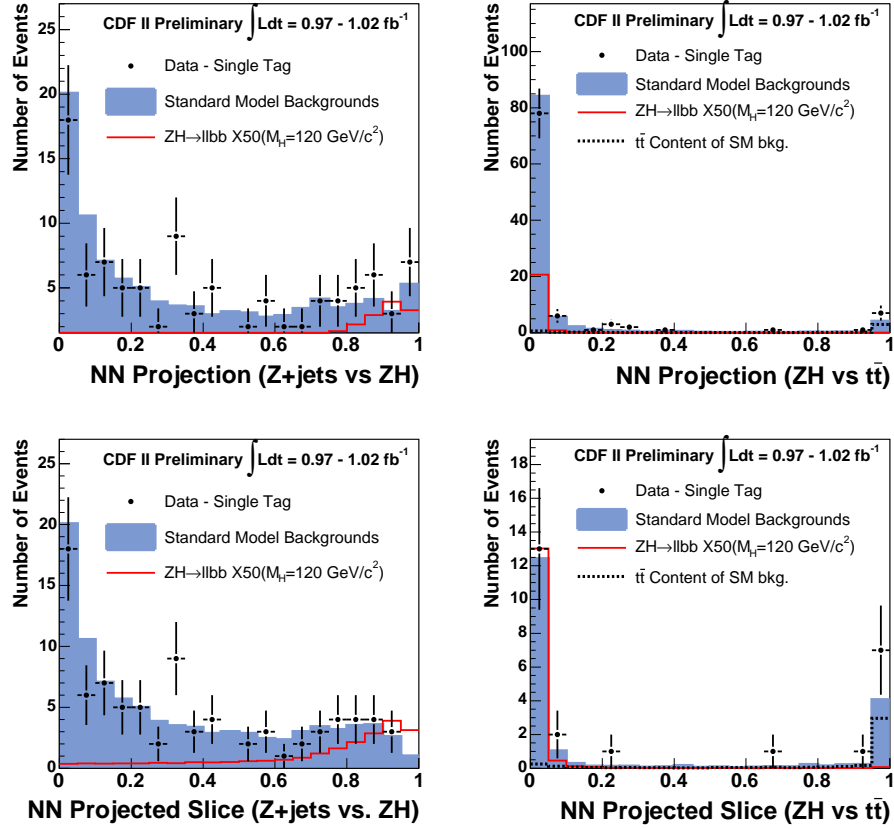 CDF II Preliminary ∫Ldt = 0.97 - 1.02 fb⁻¹
Number of Events
25
20
15
10
5
Data - Single Tag
Standard Model Backgrounds
ZH→llbb X50(M_H=120 GeV/c²)
0 0.2 0.4 0.6 0.8 1
NN Projection (Z+jets vs ZH)
CDF II Preliminary ∫Ldt = 0.97 - 1.02 fb⁻¹
Number of Events
100
80
60
40
20
0
Data - Single Tag
Standard Model Backgrounds
ZH→llbb X50(M_H=120 GeV/c²)
tt̄ Content of SM bkg.
0 0.2 0.4 0.6 0.8 1
NN Projection (ZH vs tt̄)
CDF II Preliminary ∫Ldt = 0.97 - 1.02 fb⁻¹
Number of Events
25
20
15
10
5
0
Data - Single Tag
Standard Model Backgrounds
ZH→llbb X50(M_H=120 GeV/c²)
0 0.2 0.4 0.6 0.8 1
NN Projected Slice (Z+jets vs. ZH)
CDF II Preliminary ∫Ldt = 0.97 - 1.02 fb⁻¹
Number of Events
18
16
14
12
10
8
6
4
2
0
Data - Single Tag
Standard Model Backgrounds
ZH→llbb X50(M_H=120 GeV/c²)
tt̄ Content of SM bkg.
0 0.2 0.4 0.6 0.8 1
NN Projected Slice (ZH vs tt̄)